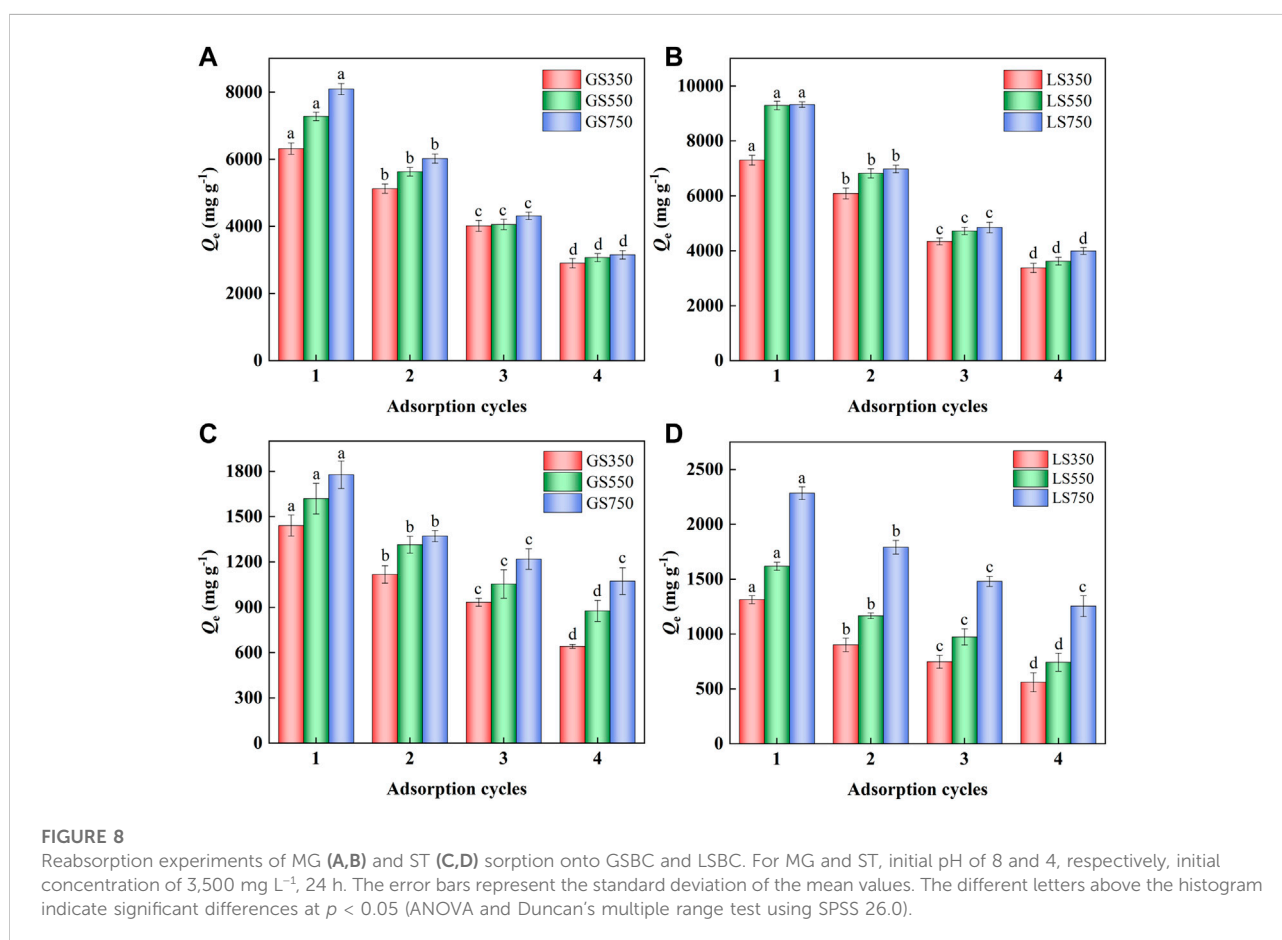 A
8000
6000
4000
2000
0
Qe (mg g⁻¹)
GS350
GS550
GS750
a a a
b b b
c c c
d d d
1 2 3 4
Adsorption cycles
B
10000
8000
6000
4000
2000
0
Qe (mg g⁻¹)
LS350
LS550
LS750
a a a
b b b
c c c
d d d
1 2 3 4
Adsorption cycles
C
1800
1500
1200
900
600
300
0
Qe (mg g⁻¹)
GS350
GS550
GS750
a a a
b b b
c c c
d d c
1 2 3 4
Adsorption cycles
D
2500
2000
1500
1000
500
0
Qe (mg g⁻¹)
LS350
LS550
LS750
a a a
b b b
c c c
d d c
1 2 3 4
Adsorption cycles
FIGURE 8
Reabsorption experiments of MG (A,B) and ST (C,D) sorption onto GSBC and LSBC. For MG and ST, initial pH of 8 and 4, respectively, initial
concentration of 3,500 mg L⁻¹, 24 h. The error bars represent the standard deviation of the mean values. The different letters above the histogram
indicate significant differences at p < 0.05 (ANOVA and Duncan's multiple range test using SPSS 26.0).